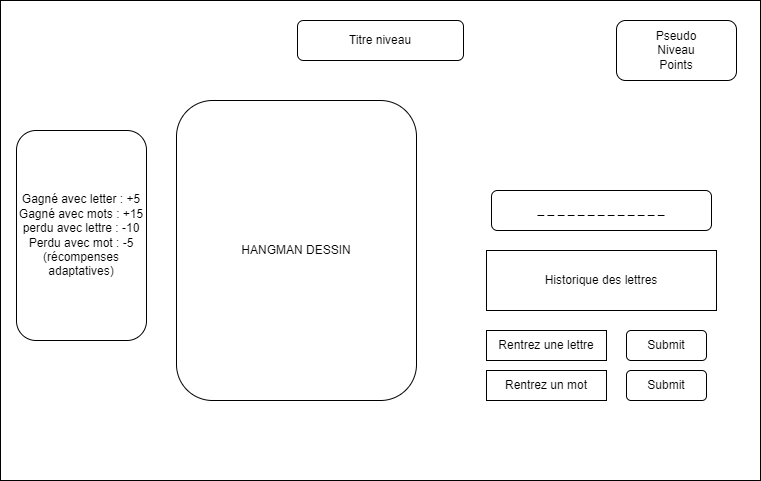 Titre niveau
Pseudo
Niveau
Points
Gagné avec letter : +5
Gagné avec mots : +15
perdu avec lettre : -10
Perdu avec mot : -5
(récompenses
adaptatives)
HANGMAN DESSIN
_ _ _ _ _ _ _ _ _ _ _ _ _
Historique des lettres
Rentrez une lettre
Submit
Rentrez un mot
Submit